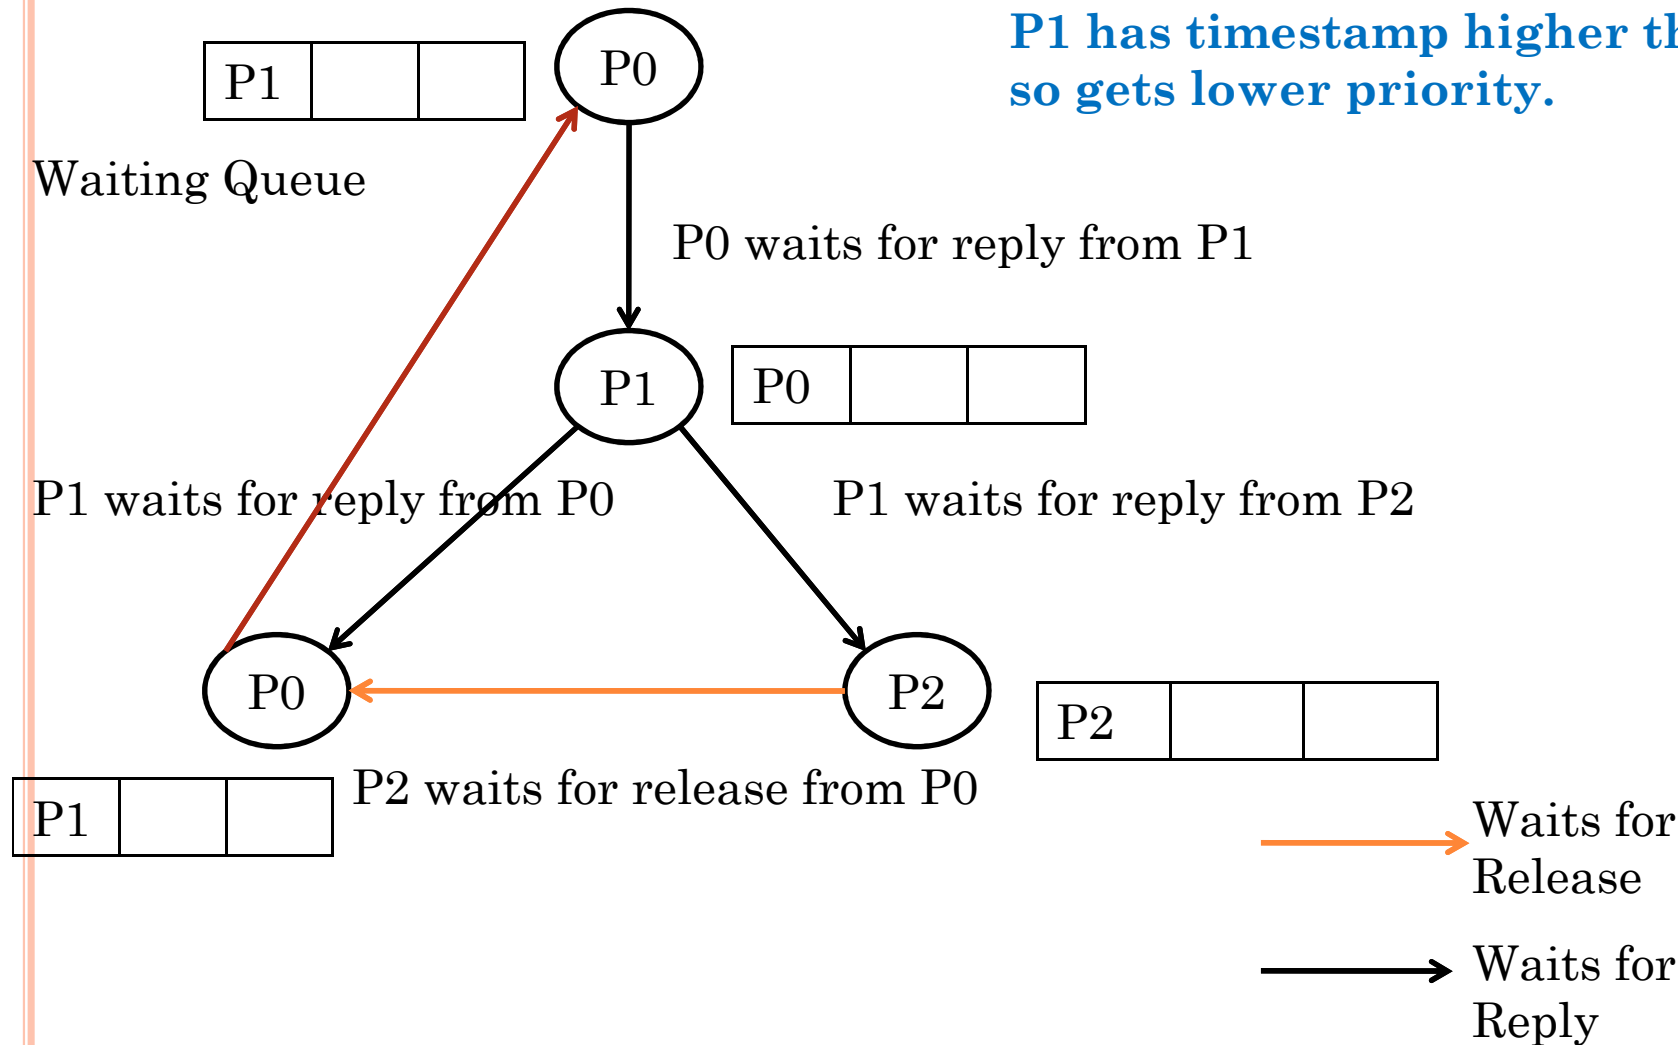 P1 has timestamp higher
so gets lower priority.
P1
P0
Waiting Queue
P0 waits for reply from P1
P1
P0
P1 waits for reply from P0
P1 waits for reply from P2
P0
P2
P2
P2 waits for release from P0
P1
Waits for
Release
Waits for
Reply